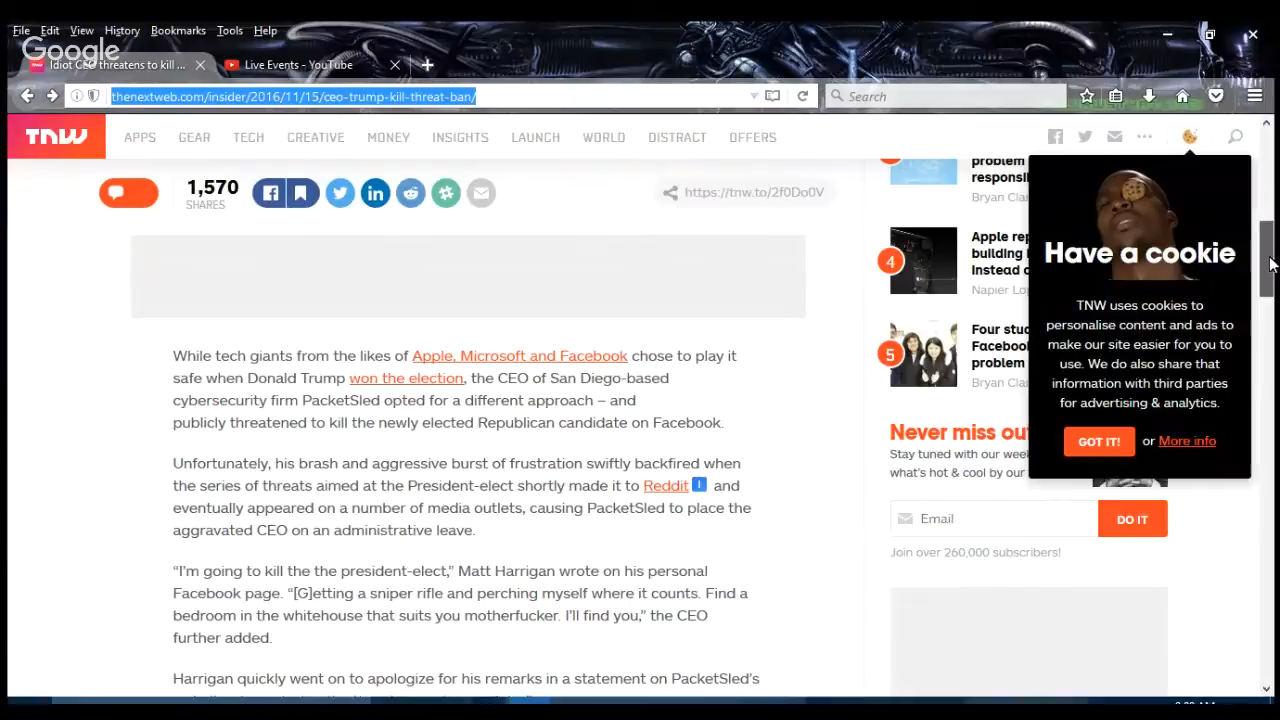 File Edit View History Bookmarks Tools Help
Google
Idiot CEO threatens to kill ...
Live Events - YouTube
thenextweb.com/insider/2016/11/15/ceo-trump-kill-threat-ban/
Search
TNW APPS GEAR TECH CREATIVE MONEY INSIGHTS LAUNCH WORLD DISTRACT OFFERS
1,570
SHARES
https://tnw.to/2f0Do0V
While tech giants from the likes of Apple, Microsoft and Facebook chose to play it
safe when Donald Trump won the election, the CEO of San Diego-based
cybersecurity firm PacketSled opted for a different approach – and
publicly threatened to kill the newly elected Republican candidate on Facebook.
Unfortunately, his brash and aggressive burst of frustration swiftly backfired when
the series of threats aimed at the President-elect shortly made it to Reddit and
eventually appeared on a number of media outlets, causing PacketSled to place the
aggravated CEO on an administrative leave.
“I'm going to kill the the president-elect,” Matt Harrigan wrote on his personal
Facebook page. “[G]etting a sniper rifle and perching myself where it counts. Find a
bedroom in the whitehouse that suits you motherfucker. I'll find you,” the CEO
further added.
Harrigan quickly went on to apologize for his remarks in a statement on PacketSled's
problem
responsi
Bryan Cla
4
Apple rep
building
instead o
Napier Lo
5
Four stu
Facebook
problem
Bryan Cla
Never miss ou
Stay tuned with our wee
what's hot & cool by our
Email
DO IT
Join over 260,000 subscribers!
Have a cookie
TNW uses cookies to
personalise content and ads to
make our site easier for you to
use. We do also share that
information with third parties
for advertising & analytics.
GOT IT! or More info